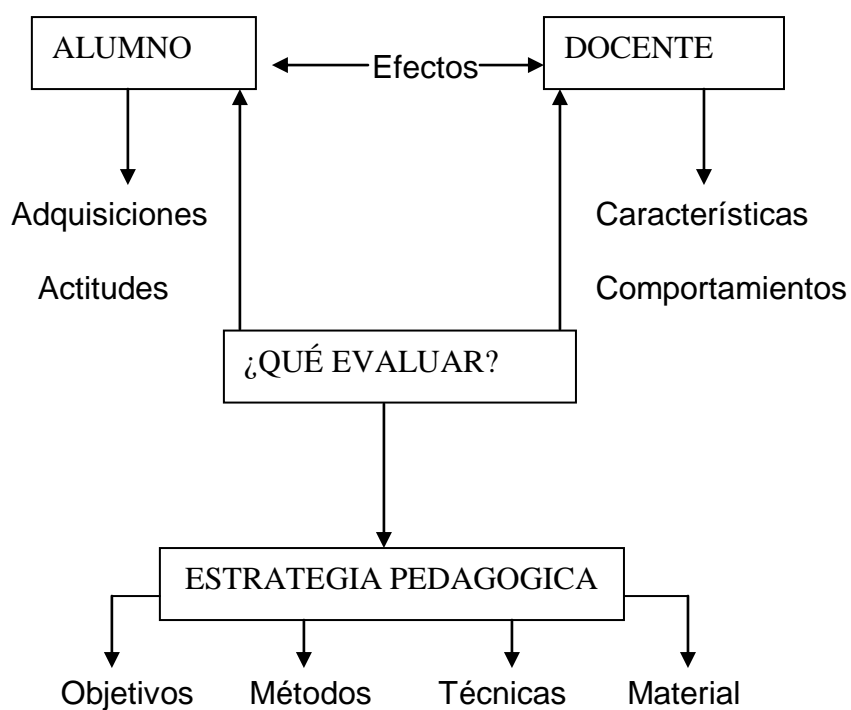 ALUMNO
Efectos
DOCENTE
Adquisiciones
Características
Actitudes
Comportamientos
¿QUÉ EVALUAR?
ESTRATEGIA PEDAGOGICA
Objetivos
Métodos
Técnicas
Material